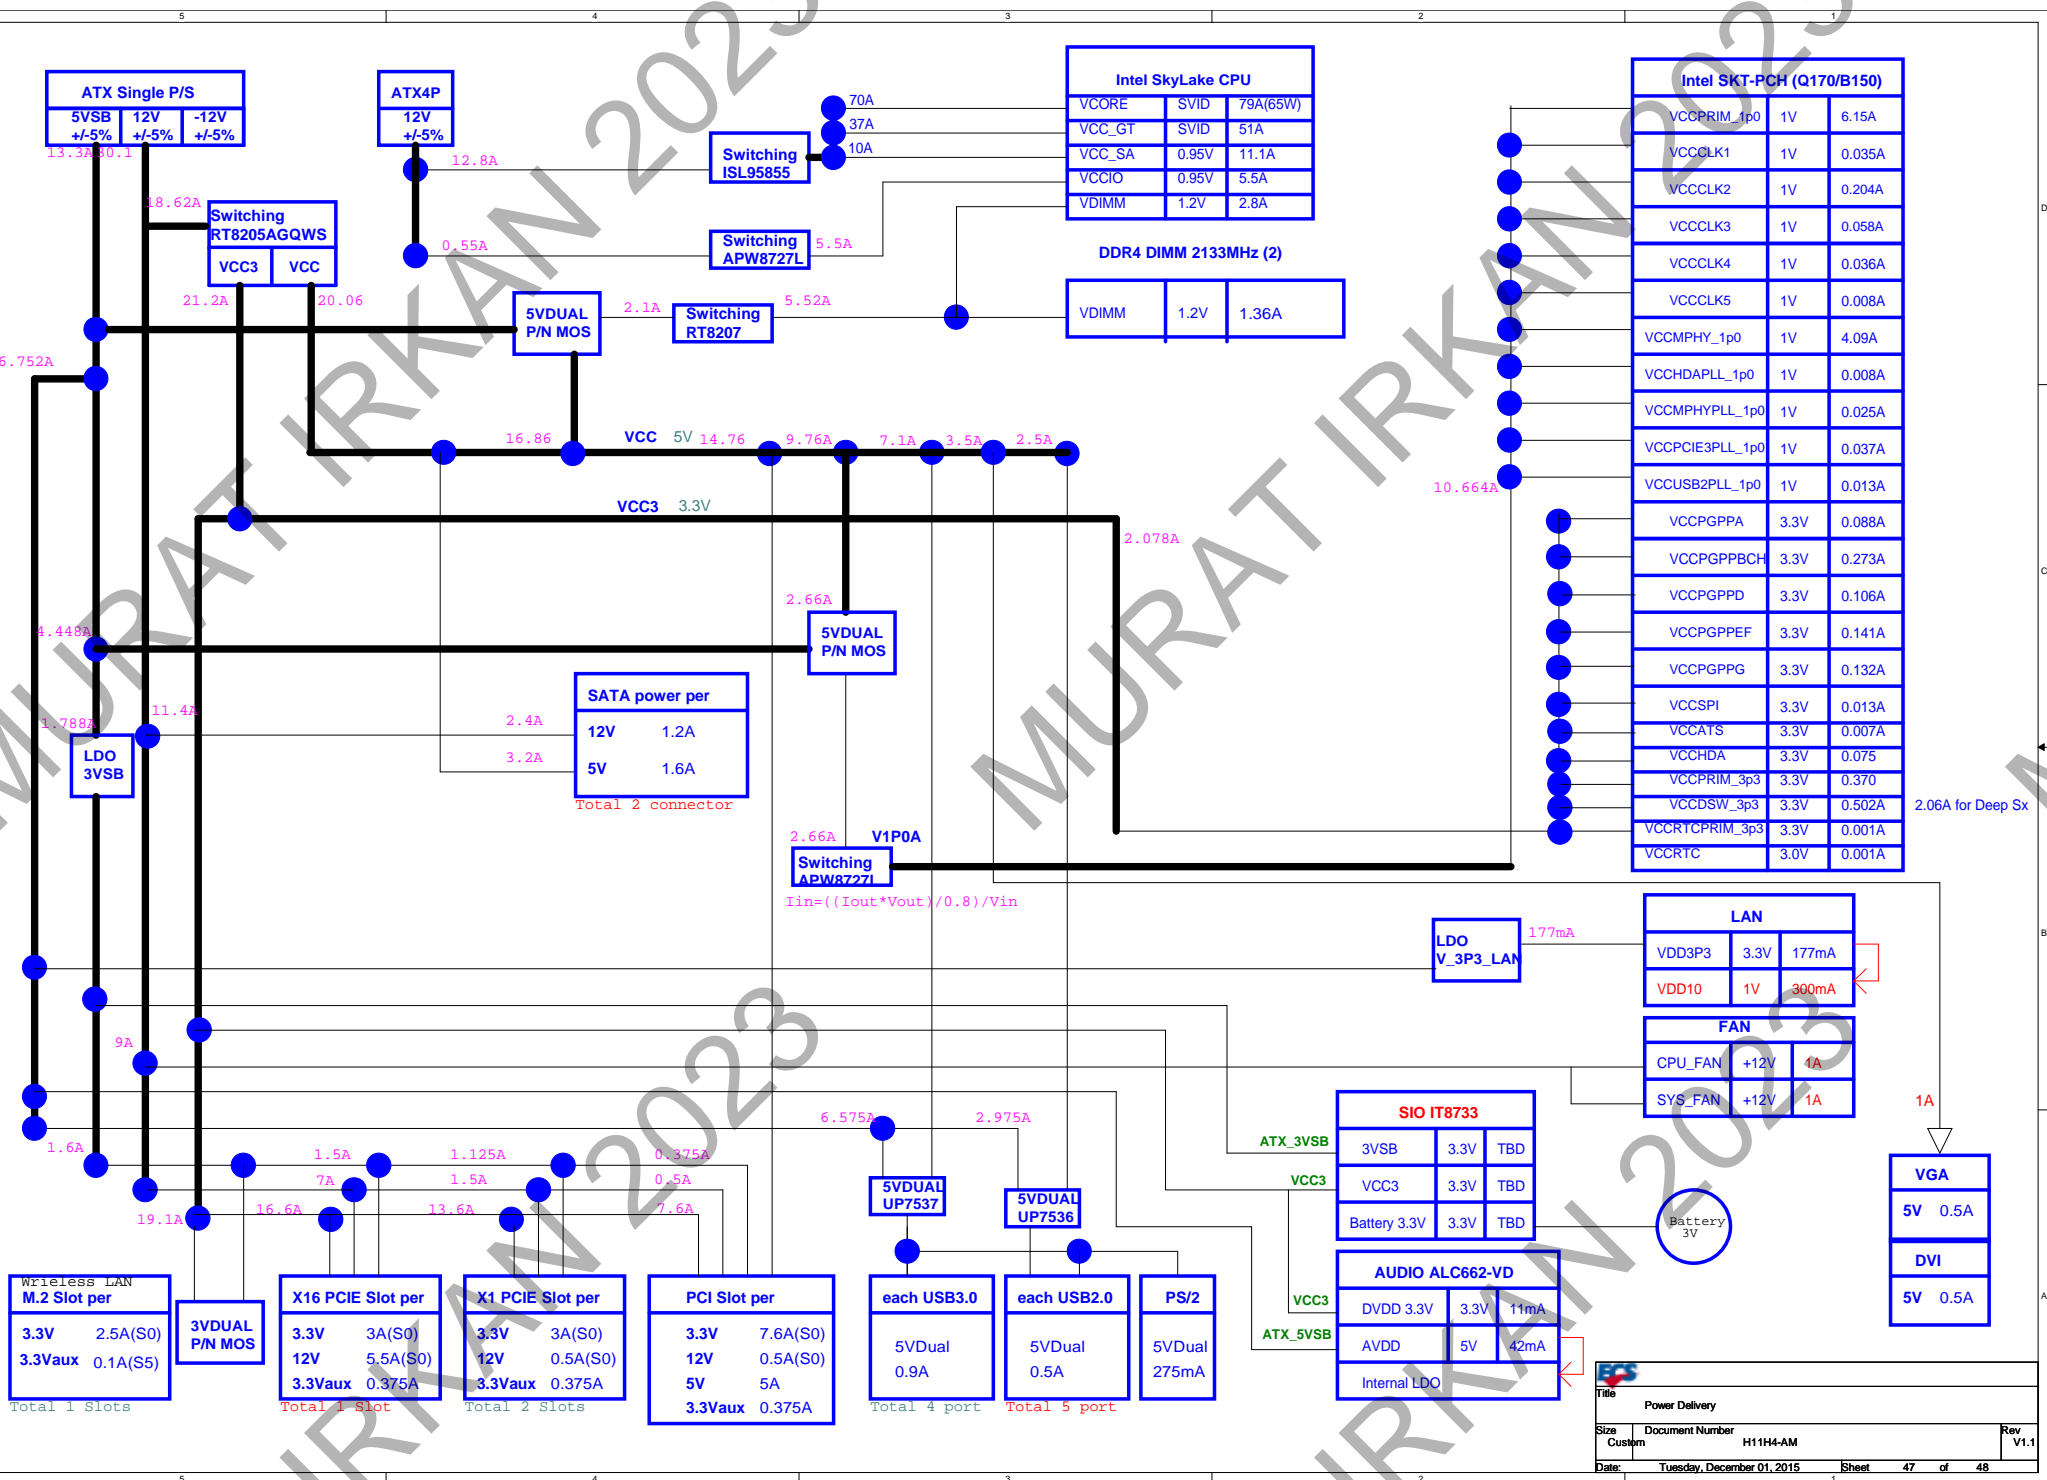 5 4 3 2 1
ATX Single P/S
5VSB 12V -12V
+/-5% +/-5% +/-5%
13.3A 30.1
ATX4P
12V
+/-5%
12.8A
0.55A
Switching
ISL95855
70A
37A
10A
Switching
APW8727L
5.5A
Intel SkyLake CPU
VCORE SVID 79A(65W)
VCC_GT SVID 51A
VCC_SA 0.95V 11.1A
VCCIO 0.95V 5.5A
VDIMM 1.2V 2.8A
DDR4 DIMM 2133MHz (2)
VDIMM 1.2V 1.36A
18.62A
Switching
RT8205AGQWS
VCC3 VCC
21.2A 20.06
5VDUAL
P/N MOS
2.1A
Switching
RT8207
5.52A
6.752A
16.86 VCC 5V 14.76 9.76A 7.1A 3.5A 2.5A
VCC3 3.3V
2.078A
10.664A
2.66A
5VDUAL
P/N MOS
4.448A
1.788A
11.4A
LDO
3VSB
SATA power per
2.4A 12V 1.2A
3.2A 5V 1.6A
Total 2 connector
2.66A V1P0A
Switching
APW8727L
Iin=((Iout*Vout)/0.8)/Vin
Intel SKT-PCH (Q170/B150)
VCCPRIM_1p0 1V 6.15A
VCCCLK1 1V 0.035A
VCCCLK2 1V 0.204A
VCCCLK3 1V 0.058A
VCCCLK4 1V 0.036A
VCCCLK5 1V 0.008A
VCCMPHY_1p0 1V 4.09A
VCCHDAPLL_1p0 1V 0.008A
VCCMPHYPLL_1p0 1V 0.025A
VCCPCIE3PLL_1p0 1V 0.037A
VCCUSB2PLL_1p0 1V 0.013A
VCCPGPPA 3.3V 0.088A
VCCPGPPBCH 3.3V 0.273A
VCCPGPPD 3.3V 0.106A
VCCPGPPEF 3.3V 0.141A
VCCPGPPG 3.3V 0.132A
VCCSPI 3.3V 0.013A
VCCATS 3.3V 0.007A
VCCHDA 3.3V 0.075
VCCPRIM_3p3 3.3V 0.370
VCCDSW_3p3 3.3V 0.502A 2.06A for Deep Sx
VCCRTCPRIM_3p3 3.3V 0.001A
VCCRTC 3.0V 0.001A
LDO
V_3P3_LAN
177mA
LAN
VDD3P3 3.3V 177mA
VDD10 1V 300mA
FAN
CPU_FAN +12V 1A
SYS_FAN +12V 1A
9A
1A
VGA
5V 0.5A
DVI
5V 0.5A
SIO IT8733
ATX_3VSB 3VSB 3.3V TBD
VCC3 VCC3 3.3V TBD
Battery 3.3V 3.3V TBD
Battery
3V
AUDIO ALC662-VD
VCC3 DVDD 3.3V 3.3V 11mA
ATX_5VSB AVDD 5V 42mA
Internal LDO
1.6A 1.5A 1.125A 0.375A
7A 1.5A 0.5A
19.1A 16.6A 13.6A 7.6A
6.575A 2.975A
5VDUAL
UP7537
5VDUAL
UP7536
Wrieless LAN
M.2 Slot per
3.3V 2.5A(S0)
3.3Vaux 0.1A(S5)
Total 1 Slots
3VDUAL
P/N MOS
X16 PCIE Slot per
3.3V 3A(S0)
12V 5.5A(S0)
3.3Vaux 0.375A
Total 1 Slot
X1 PCIE Slot per
3.3V 3A(S0)
12V 0.5A(S0)
3.3Vaux 0.375A
Total 2 Slots
PCI Slot per
3.3V 7.6A(S0)
12V 0.5A(S0)
5V 5A
3.3Vaux 0.375A
each USB3.0
5VDual
0.9A
Total 4 port
each USB2.0
5VDual
0.5A
Total 5 port
PS/2
5VDual
275mA
D
C
B
A
MURAT IRKAN 2023
MURAT IRKAN 2023
IRKAN 2023
IRKAN 2023
ECS
Title
Power Delivery
Size Document Number Rev
Custom H11H4-AM V1.1
Date: Tuesday, December 01, 2015 Sheet 47 of 48
5 4 3 2 1